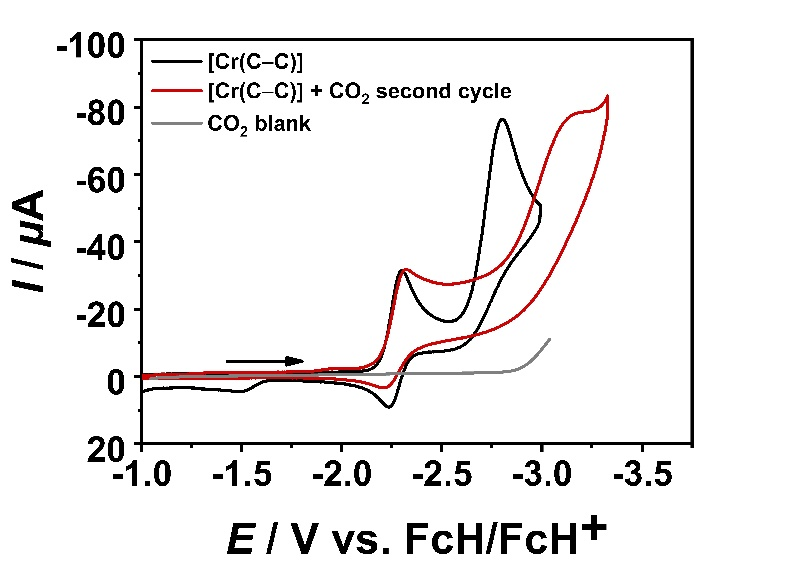 -100
-80
-60
-40
-20
0
20
I / µA
[Cr(C–C)]
[Cr(C–C)] + CO₂ second cycle
CO₂ blank
-1.0 -1.5 -2.0 -2.5 -3.0 -3.5
E / V vs. FcH/FcH⁺